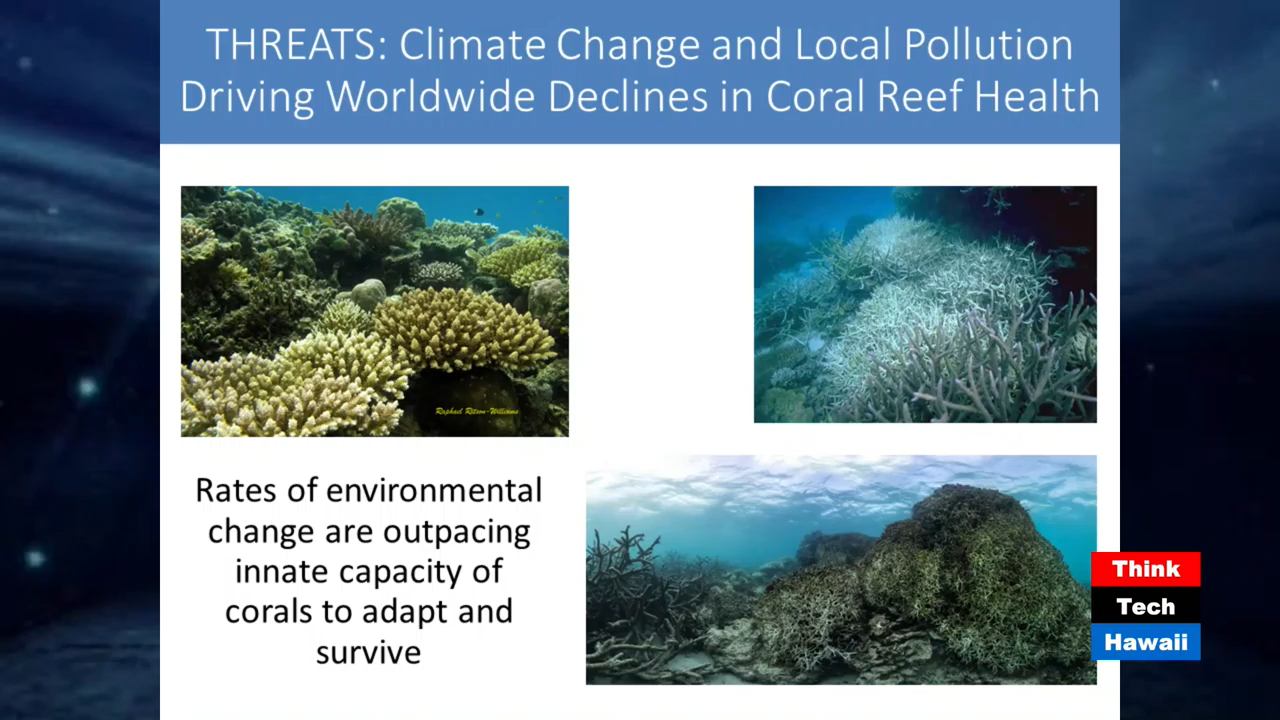 THREATS: Climate Change and Local Pollution
Driving Worldwide Declines in Coral Reef Health
Raphael Ritson-Williams
Rates of environmental
change are outpacing
innate capacity of
corals to adapt and
survive
Think
Tech
Hawaii